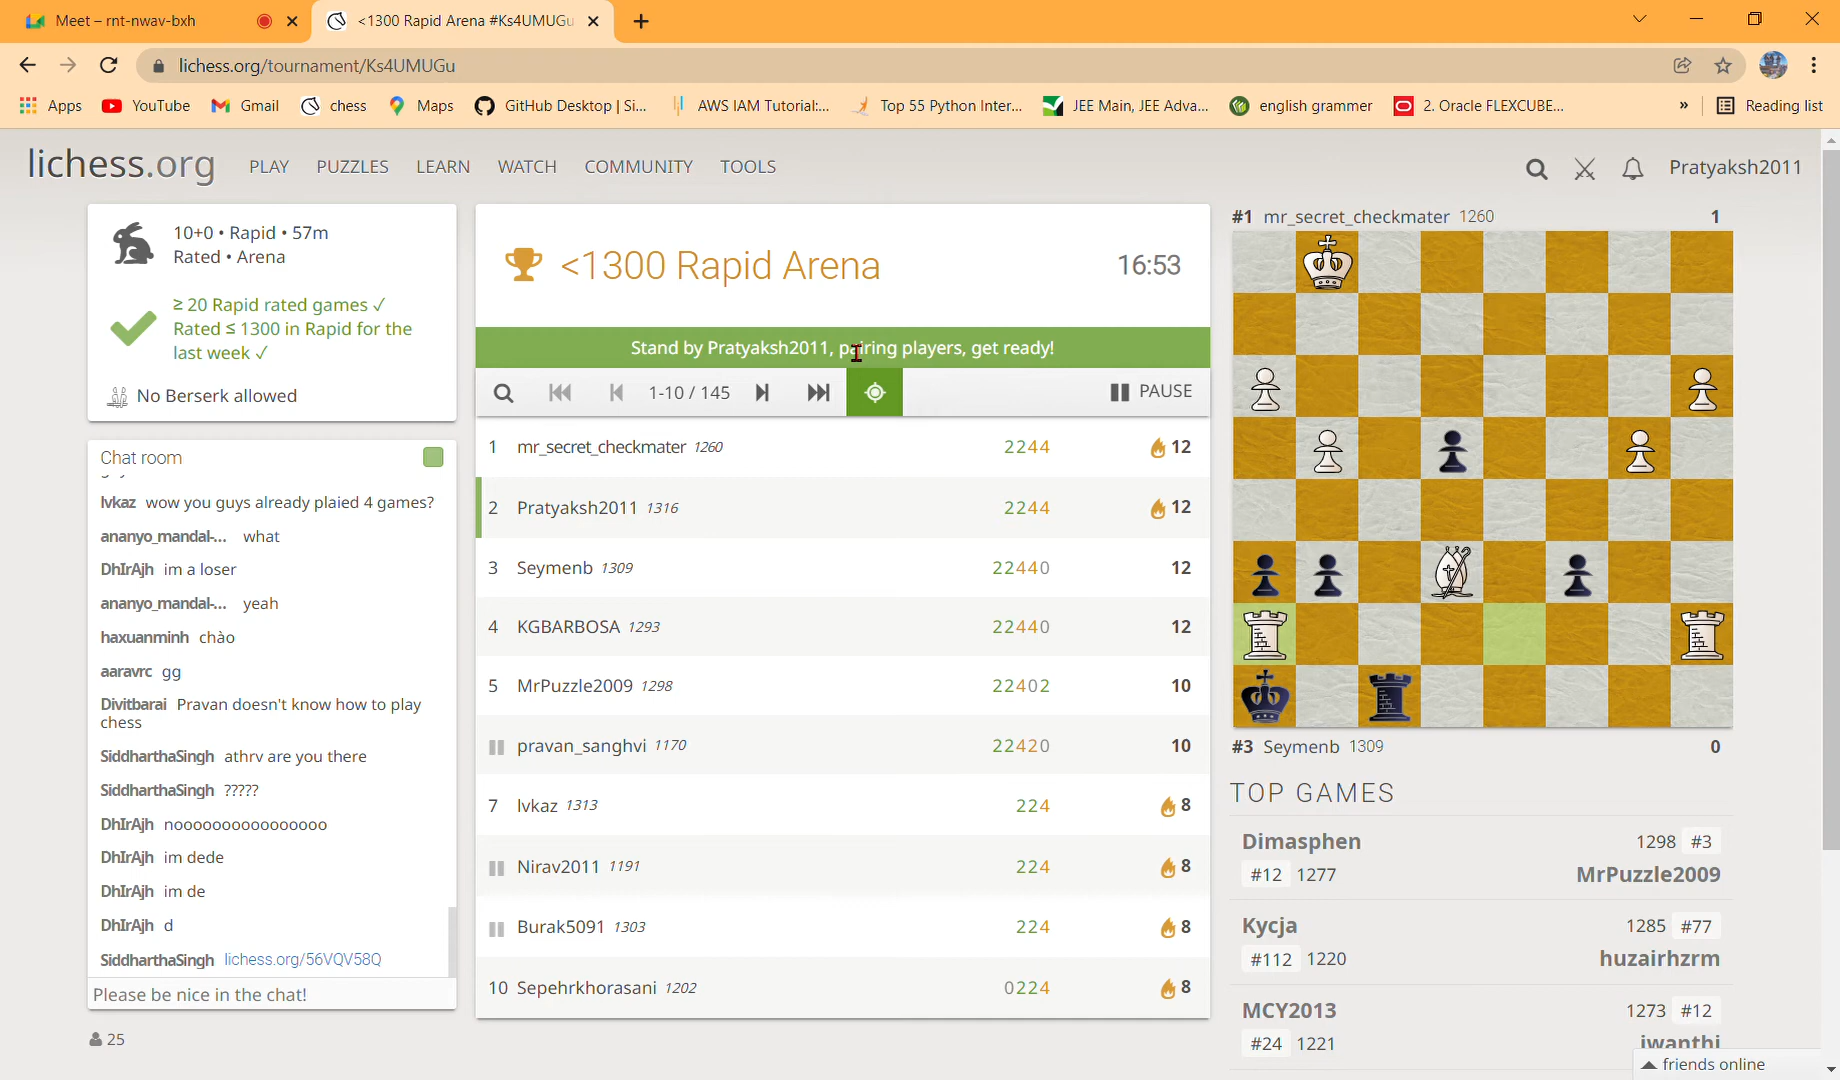 Meet – rnt-nwav-bxh
<1300 Rapid Arena #Ks4UMUGu
lichess.org/tournament/Ks4UMUGu
Apps YouTube Gmail chess Maps GitHub Desktop | Si... AWS IAM Tutorial:... Top 55 Python Inter... JEE Main, JEE Adva... english grammer 2. Oracle FLEXCUBE... » Reading list
lichess.org PLAY PUZZLES LEARN WATCH COMMUNITY TOOLS Pratyaksh2011
10+0 • Rapid • 57m
Rated • Arena
≥ 20 Rapid rated games ✓
Rated ≤ 1300 in Rapid for the
last week ✓
No Berserk allowed
Chat room
lvkaz wow you guys already plaied 4 games?
ananyo_mandal-... what
DhIrAjh im a loser
ananyo_mandal-... yeah
haxuanminh chào
aaravrc gg
Divitbarai Pravan doesn't know how to play
chess
SiddharthaSingh athrv are you there
SiddharthaSingh ?????
DhIrAjh noooooooooooooooo
DhIrAjh im dede
DhIrAjh im de
DhIrAjh d
SiddharthaSingh lichess.org/56VQV58Q
Please be nice in the chat!
25
<1300 Rapid Arena 16:53
Stand by Pratyaksh2011, pairing players, get ready!
1-10 / 145 PAUSE
1 mr_secret_checkmater 1260 2244 12
2 Pratyaksh2011 1316 2244 12
3 Seymenb 1309 22440 12
4 KGBARBOSA 1293 22440 12
5 MrPuzzle2009 1298 22402 10
pravan_sanghvi 1170 22420 10
7 lvkaz 1313 224 8
Nirav2011 1191 224 8
Burak5091 1303 224 8
10 Sepehrkhorasani 1202 0224 8
#1 mr_secret_checkmater 1260 1
#3 Seymenb 1309 0
TOP GAMES
Dimasphen 1298 #3
#12 1277 MrPuzzle2009
Kycja 1285 #77
#112 1220 huzairhzrm
MCY2013 1273 #12
#24 1221 iwanthi
friends online